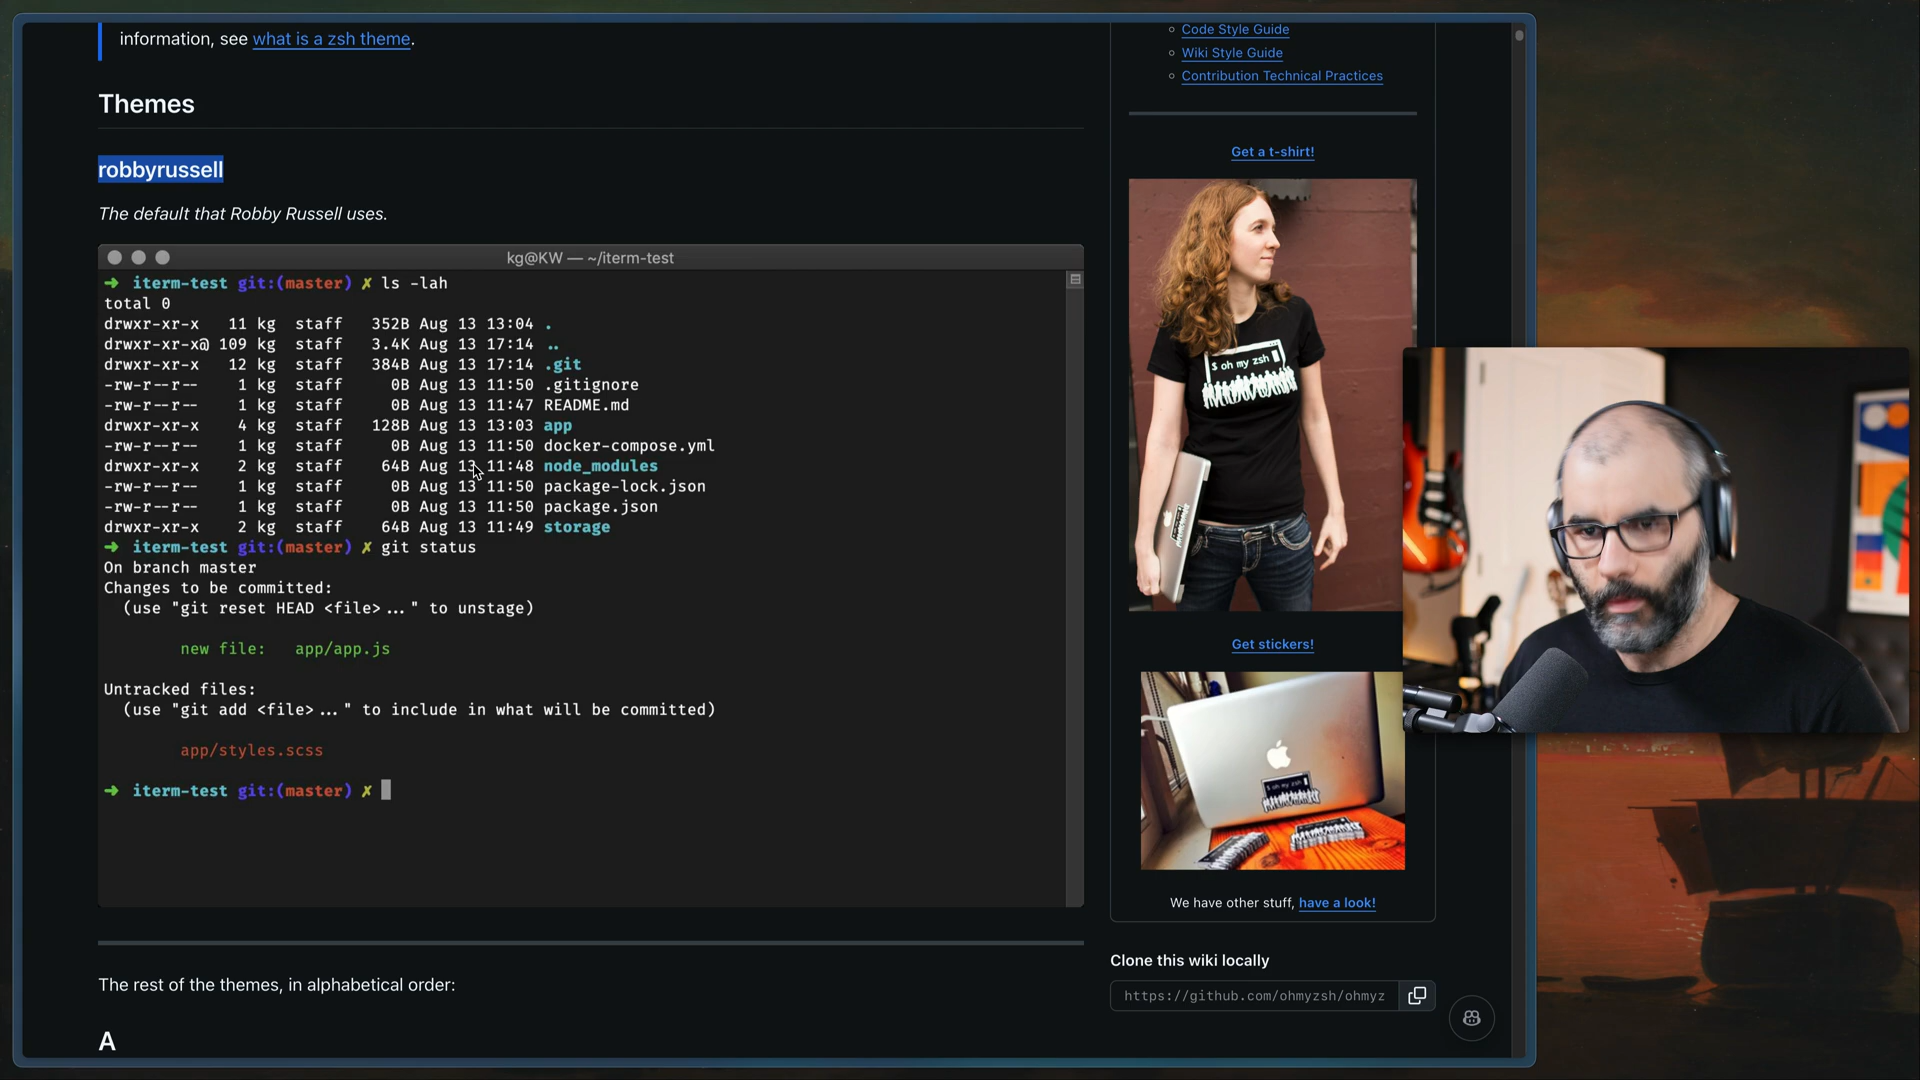 information, see what is a zsh theme.
Themes
robbyrussell
The default that Robby Russell uses.
kg@KW — ~/iterm-test
➜ iterm-test git:(master) ✗ ls -lah
total 0
drwxr-xr-x 11 kg staff 352B Aug 13 13:04 .
drwxr-xr-x@ 109 kg staff 3.4K Aug 13 17:14 ..
drwxr-xr-x 12 kg staff 384B Aug 13 17:14 .git
-rw-r--r-- 1 kg staff 0B Aug 13 11:50 .gitignore
-rw-r--r-- 1 kg staff 0B Aug 13 11:47 README.md
drwxr-xr-x 4 kg staff 128B Aug 13 13:03 app
-rw-r--r-- 1 kg staff 0B Aug 13 11:50 docker-compose.yml
drwxr-xr-x 2 kg staff 64B Aug 13 11:48 node_modules
-rw-r--r-- 1 kg staff 0B Aug 13 11:50 package-lock.json
-rw-r--r-- 1 kg staff 0B Aug 13 11:50 package.json
drwxr-xr-x 2 kg staff 64B Aug 13 11:49 storage
➜ iterm-test git:(master) ✗ git status
On branch master
Changes to be committed:
(use "git reset HEAD <file>..." to unstage)
new file: app/app.js
Untracked files:
(use "git add <file>..." to include in what will be committed)
app/styles.scss
➜ iterm-test git:(master) ✗
The rest of the themes, in alphabetical order:
A
Code Style Guide
Wiki Style Guide
Contribution Technical Practices
Get a t-shirt!
$ oh my zsh
Get stickers!
$ oh my zsh
We have other stuff, have a look!
Clone this wiki locally
https://github.com/ohmyzsh/ohmyz